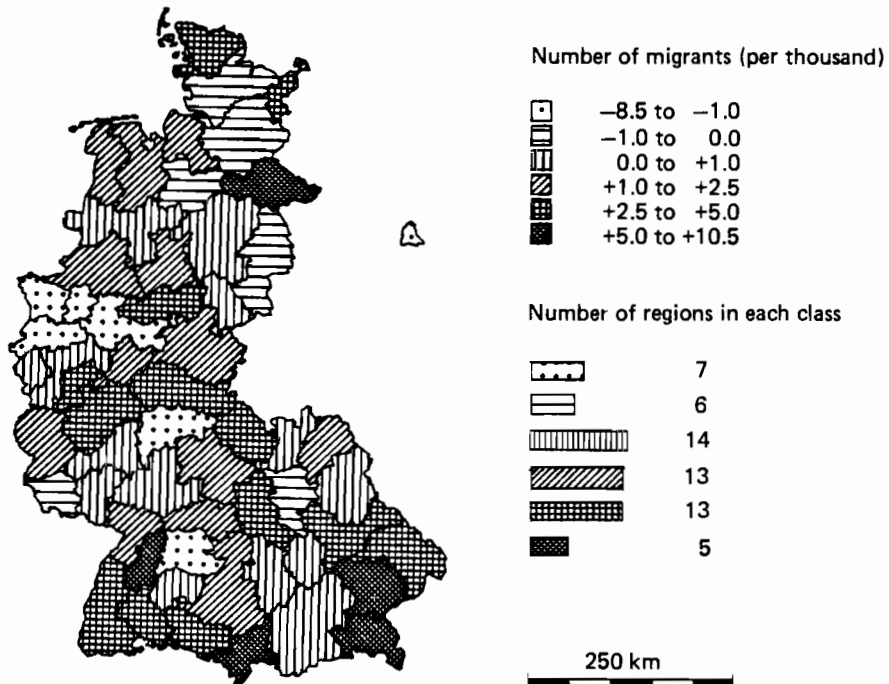 Number of migrants (per thousand)
−8.5 to −1.0
−1.0 to 0.0
0.0 to +1.0
+1.0 to +2.5
+2.5 to +5.0
+5.0 to +10.5
Number of regions in each class
7
6
14
13
13
5
250 km